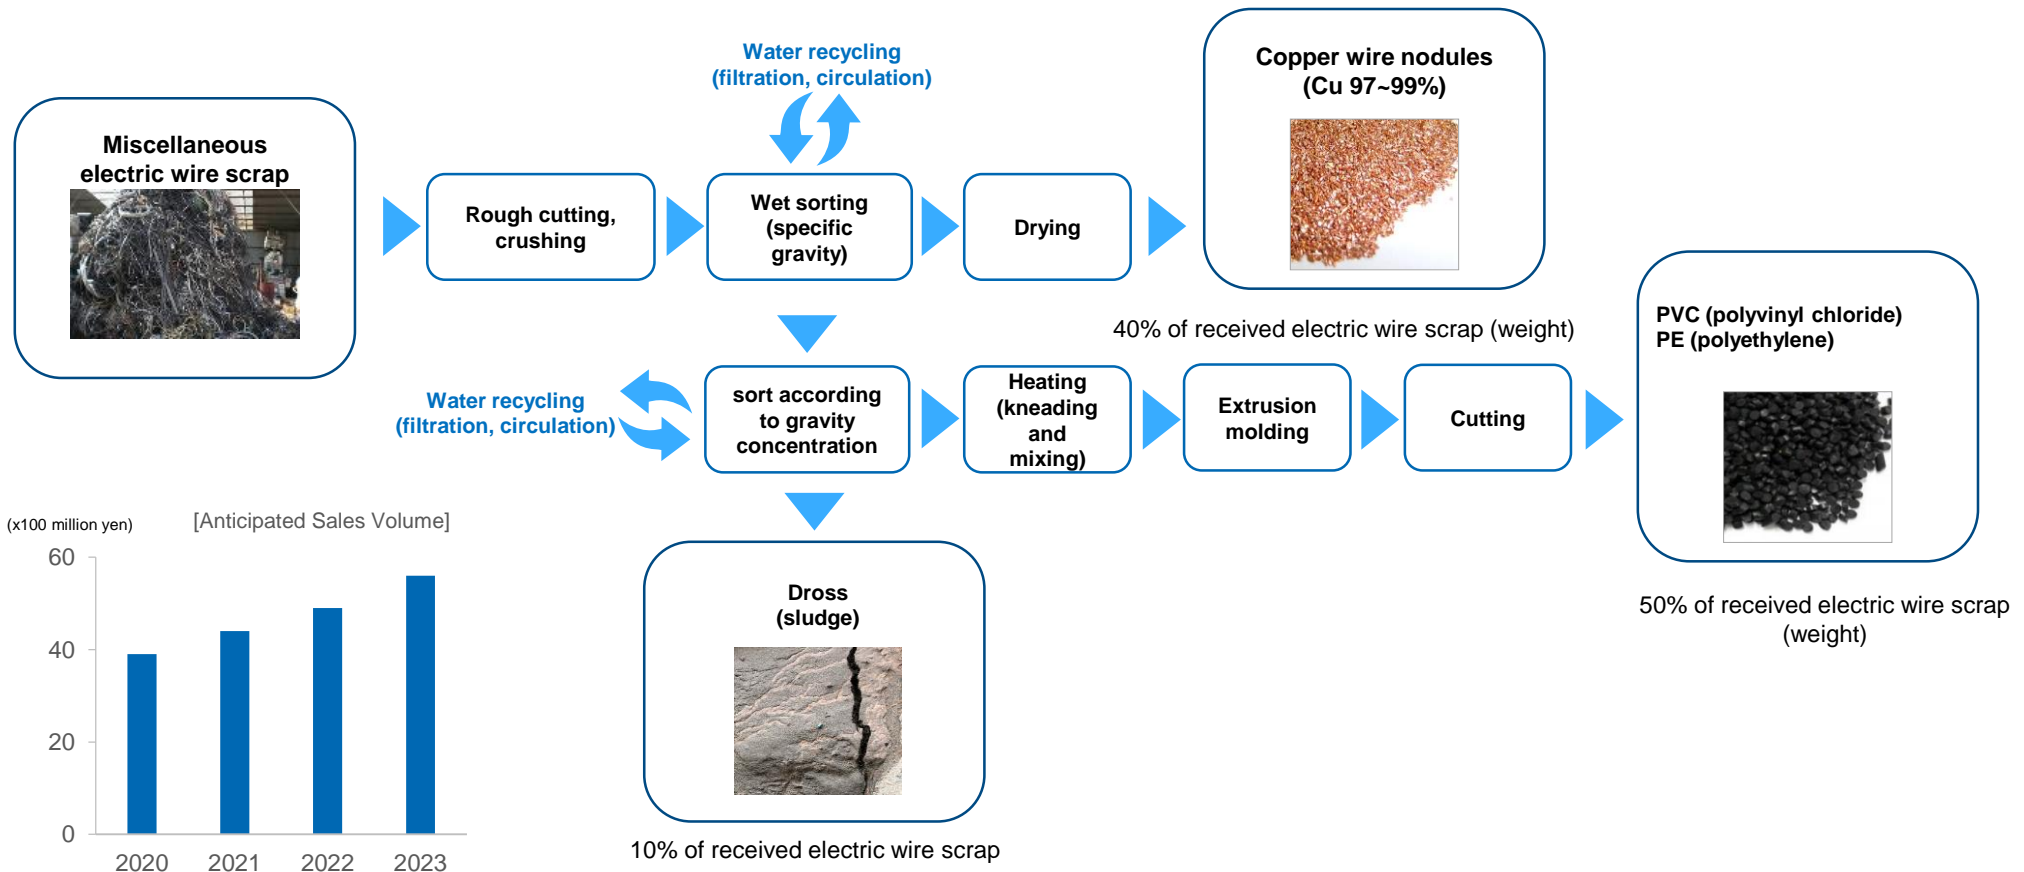 Water recycling
(filtration, circulation)
Copper wire nodules
(Cu 97~99%)
Miscellaneous
electric wire scrap
Rough cutting,
crushing
Wet sorting
(specific
gravity)
Drying
40% of received electric wire scrap (weight)
PVC (polyvinyl chloride)
PE (polyethylene)
Water recycling
(filtration, circulation)
sort according
to gravity
concentration
Heating
(kneading
and
mixing)
Extrusion
molding
Cutting
50% of received electric wire scrap
(weight)
Dross
(sludge)
10% of received electric wire scrap
(x100 million yen)
[Anticipated Sales Volume]
60
40
20
0
2020
2021
2022
2023